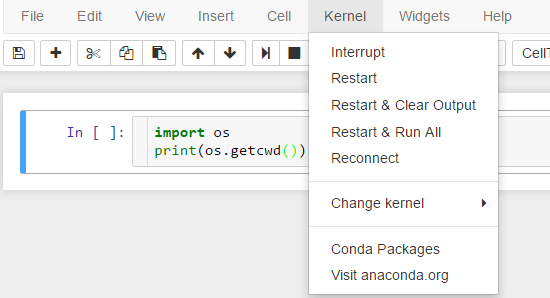 File Edit View Insert Cell Kernel Widgets Help
CellT
Interrupt
Restart
Restart & Clear Output
Restart & Run All
Reconnect
Change kernel
Conda Packages
Visit anaconda.org
In [ ]: import os
print(os.getcwd())